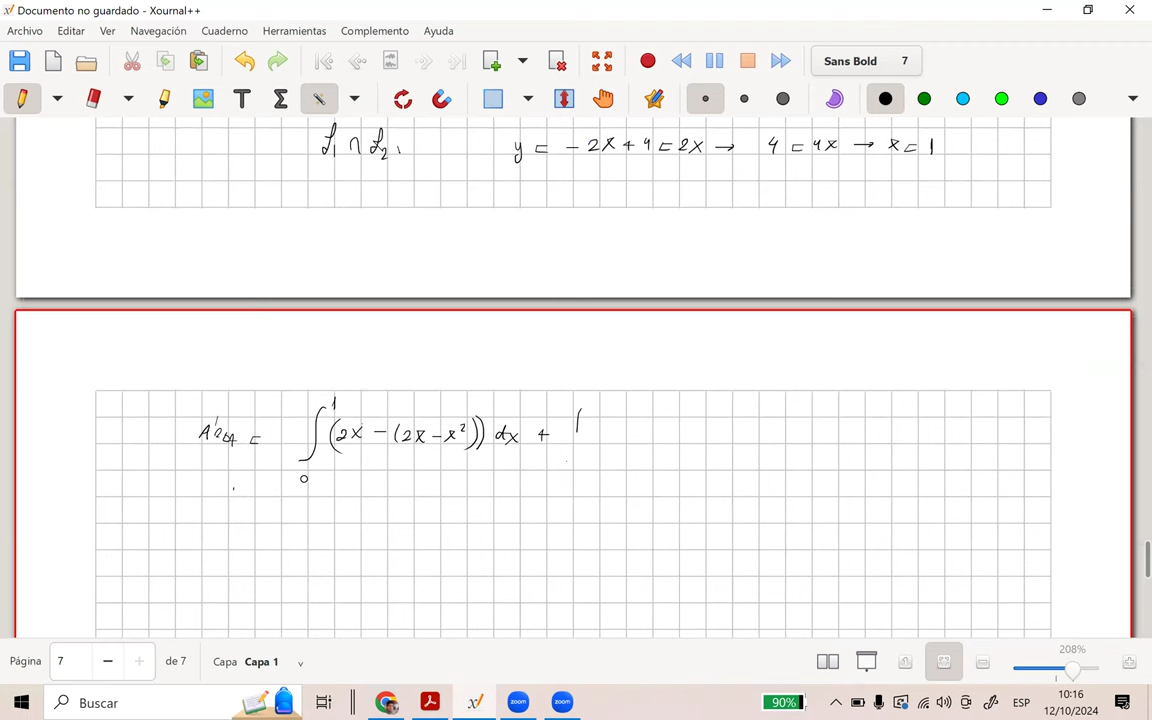 Documento no guardado - Xournal++
Archivo Editar Ver Navegación Cuaderno Herramientas Complemento Ayuda
Sans Bold 7
L₁ ∩ L₂. y = -2x + 4 = 2x → 4 = 4x → x = 1
= ∫₀¹ (2x - (2x - x²)) dx +
Página 7 de 7 Capa Capa 1 208%
Buscar 90% ESP 10:16
12/10/2024
zoom zoom